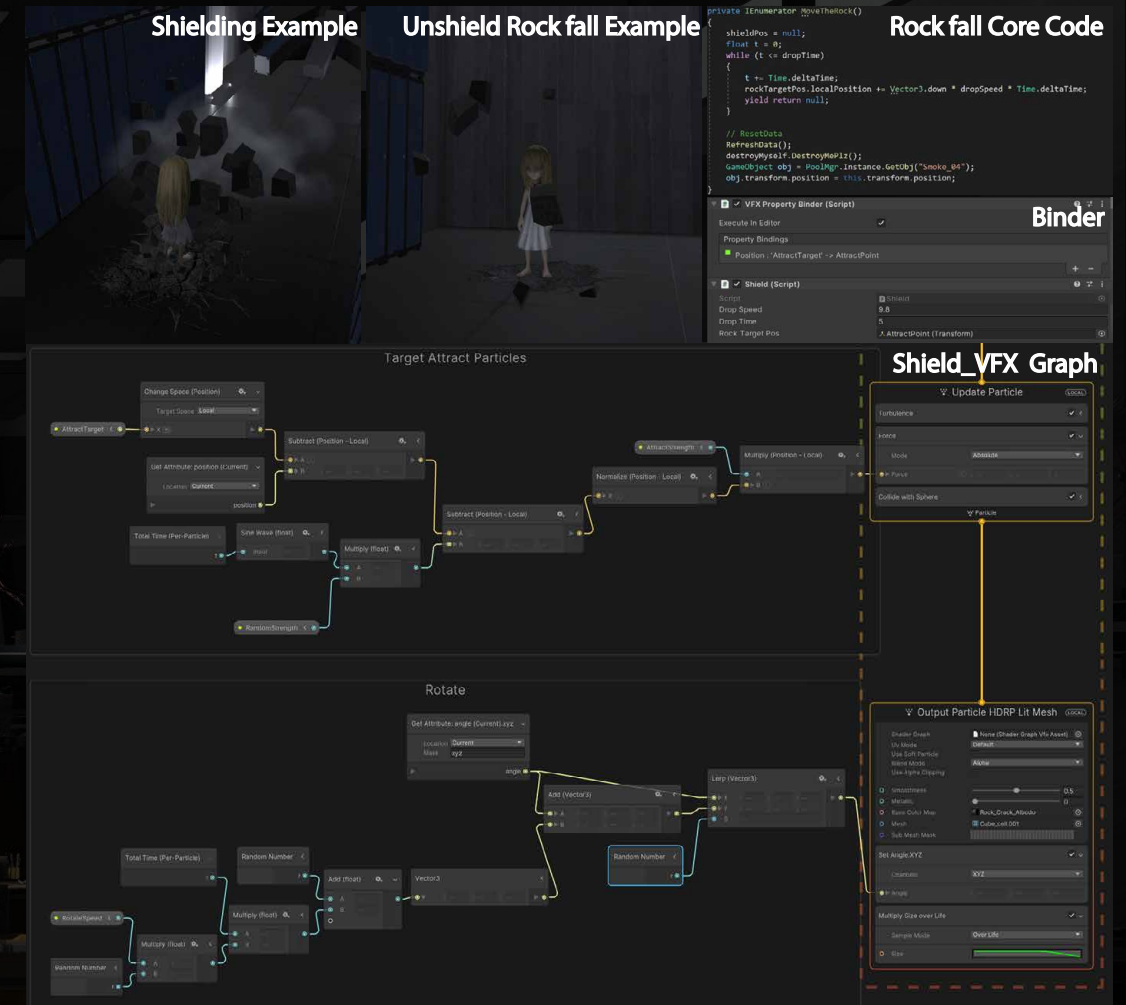 Shielding Example
Unshield Rock fall Example
Rock fall Core Code
private IEnumerator MoveTheRock()
{
shieldPos = null;
float t = 0;
while (t <= dropTime)
{
t += Time.deltaTime;
rockTargetPos.localPosition += Vector3.down * dropSpeed * Time.deltaTime;
yield return null;
}
// ResetData
RefreshData();
destroyMyself.DestroyMePlz();
GameObject obj = PoolMgr.Instance.GetObj("Smoke_04");
obj.transform.position = this.transform.position;
}
VFX Property Binder (Script)
Binder
Execute In Editor
Property Bindings
Position : 'AttractTarget' -> AttractPoint
Shield (Script)
Script
Shield
Drop Speed
9.8
Drop Time
5
Rock Target Pos
AttractPoint (Transform)
Shield_VFX Graph
Target Attract Particles
Change Space (Position)
Target Space
Local
AttractTarget
Get Attribute: position (Current)
Location
Current
position
Subtract (Position - Local)
A
B
Total Time (Per-Particle)
Sine Wave (float)
Input
Multiply (float)
A
B
RandomStrength
Subtract (Position - Local)
A
B
Normalize (Position - Local)
AttractStrength
Multiply (Position - Local)
A
B
Update Particle
LOCAL
Turbulence
Force
Mode
Absolute
Force
Collide with Sphere
Particle
Rotate
Get Attribute: angle (Current).xyz
Location
Current
Mask
xyz
angle
Add (Vector3)
A
B
Lerp (Vector3)
Random Number
Total Time (Per-Particle)
Random Number
Add (float)
A
B
Vector3
RotateSpeed
Multiply (float)
A
B
Multiply (float)
A
B
Random Number
Output Particle HDRP Lit Mesh
LOCAL
Shader Graph
None (Shader Graph Vfx Asset)
Uv Mode
Default
Use Soft Particle
Blend Mode
Alpha
Use Alpha Clipping
Smoothness
0.5
Metallic
0
Base Color Map
Rock_Crack_Albedo
Mesh
Cube_cell.001
Sub Mesh Mask
Set Angle.XYZ
Channels
XYZ
Angle
Multiply Size over Life
Sample Mode
Over Life
Size